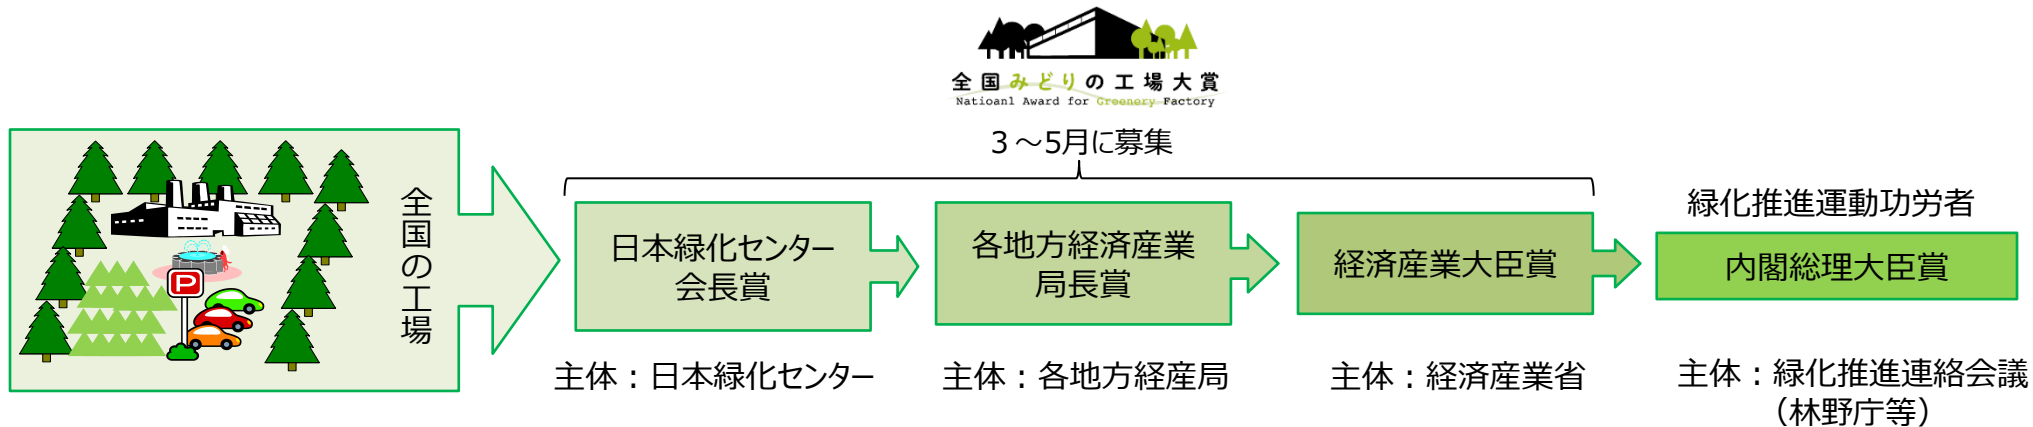 全国みどりの工場大賞
Natioanl Award for Greenery Factory
３～5月に募集
全国の工場
P
日本緑化センター
会長賞
各地方経済産業
局長賞
経済産業大臣賞
緑化推進運動功労者
内閣総理大臣賞
主体：日本緑化センター
主体：各地方経産局
主体：経済産業省
主体：緑化推進連絡会議
（林野庁等）